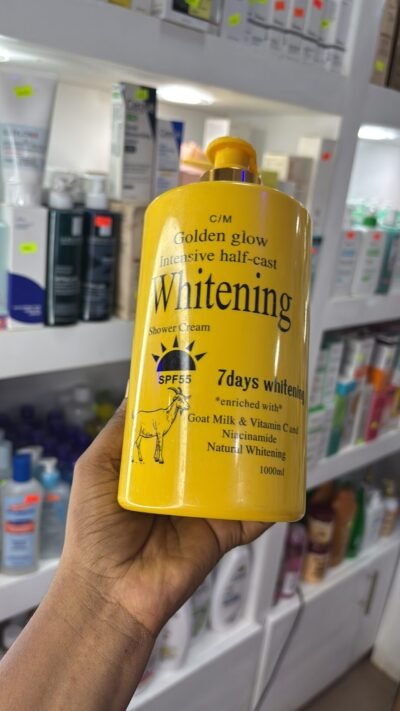 C/M
Golden glow
Intensive half-cast
Whitening
Shower Cream
SPF55
7days whitening
*enriched with*
Goat Milk & Vitamin C and
Niacinamide
Natural Whitening
1000ml